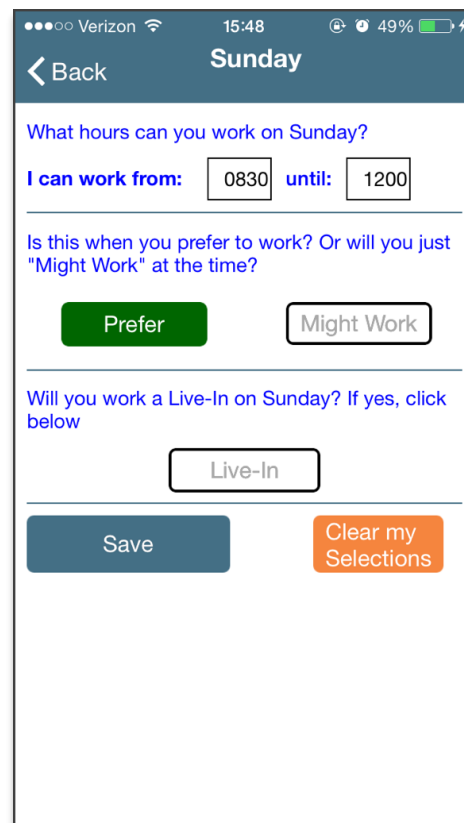 Verizon 15:48 49%
Back Sunday
What hours can you work on Sunday?
I can work from: 0830 until: 1200
Is this when you prefer to work? Or will you just
"Might Work" at the time?
Prefer Might Work
Will you work a Live-In on Sunday? If yes, click
below
Live-In
Save Clear my
Selections